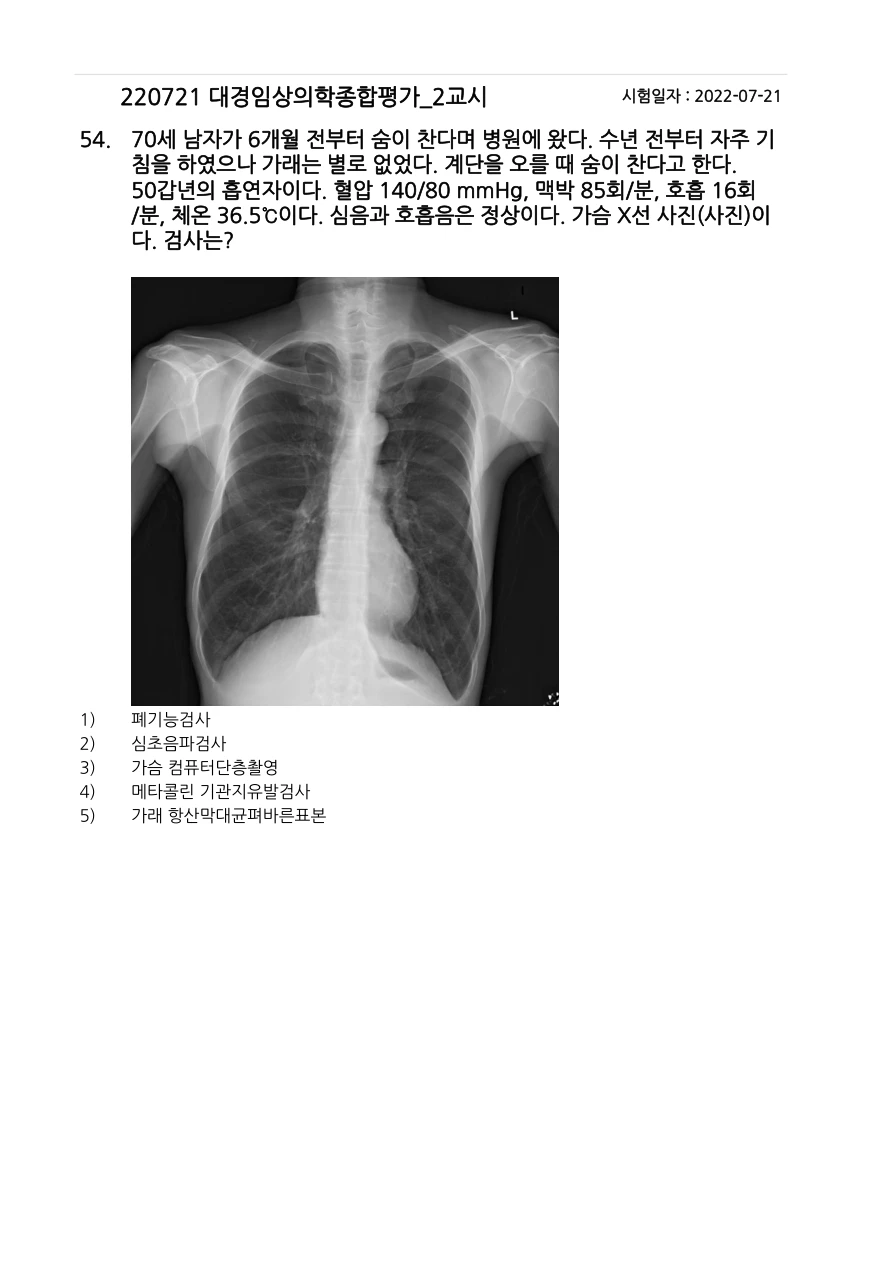 220721 대경임상의학종합평가_2교시 시험일자 : 2022-07-21
54. 70세 남자가 6개월 전부터 숨이 찬다며 병원에 왔다. 수년 전부터 자주 기
침을 하였으나 가래는 별로 없었다. 계단을 오를 때 숨이 찬다고 한다.
50갑년의 흡연자이다. 혈압 140/80 mmHg, 맥박 85회/분, 호흡 16회
/분, 체온 36.5℃이다. 심음과 호흡음은 정상이다. 가슴 X선 사진(사진)이
다. 검사는?
L
1) 폐기능검사
2) 심초음파검사
3) 가슴 컴퓨터단층촬영
4) 메타콜린 기관지유발검사
5) 가래 항산막대균펴바른표본